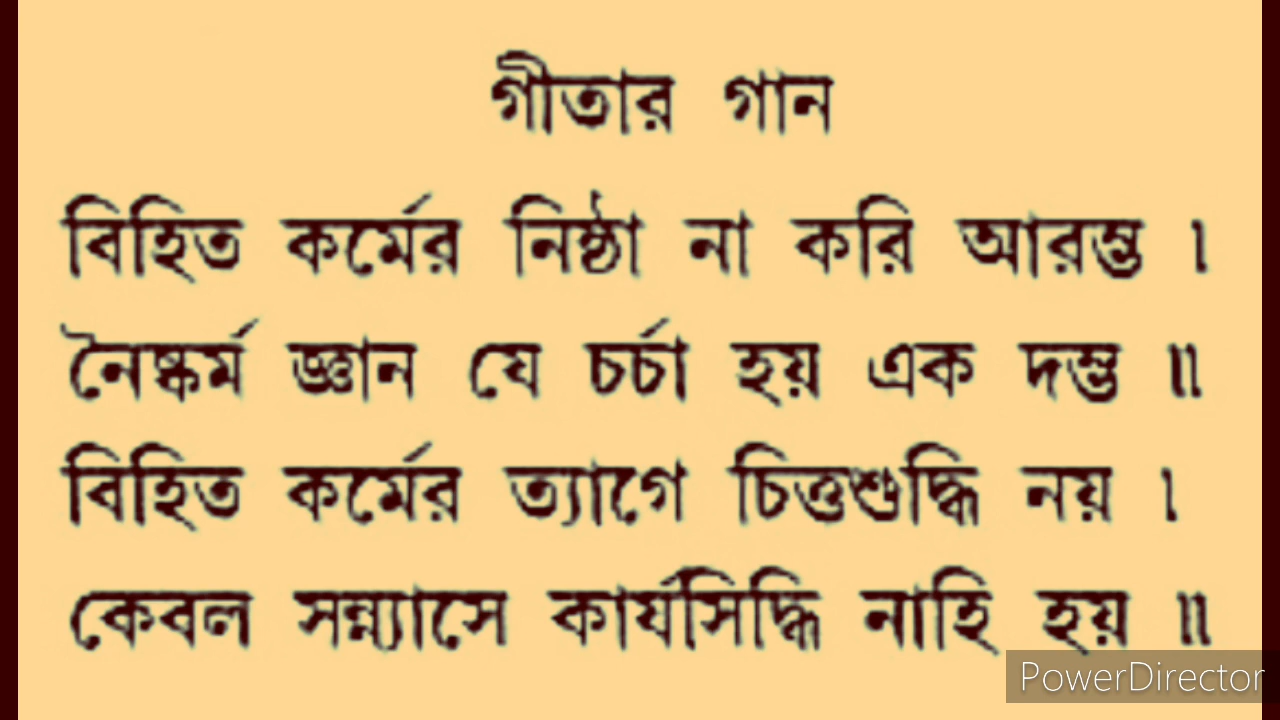 গীতার গান
বিহিত কর্মের নিষ্ঠা না করি আরম্ভ ।
নৈষ্কর্ম জ্ঞান যে চর্চা হয় এক দম্ভ ॥
বিহিত কর্মের ত্যাগে চিত্তশুদ্ধি নয় ।
কেবল সন্ন্যাসে কার্যসিদ্ধি নাহি হয় ॥
PowerDirector